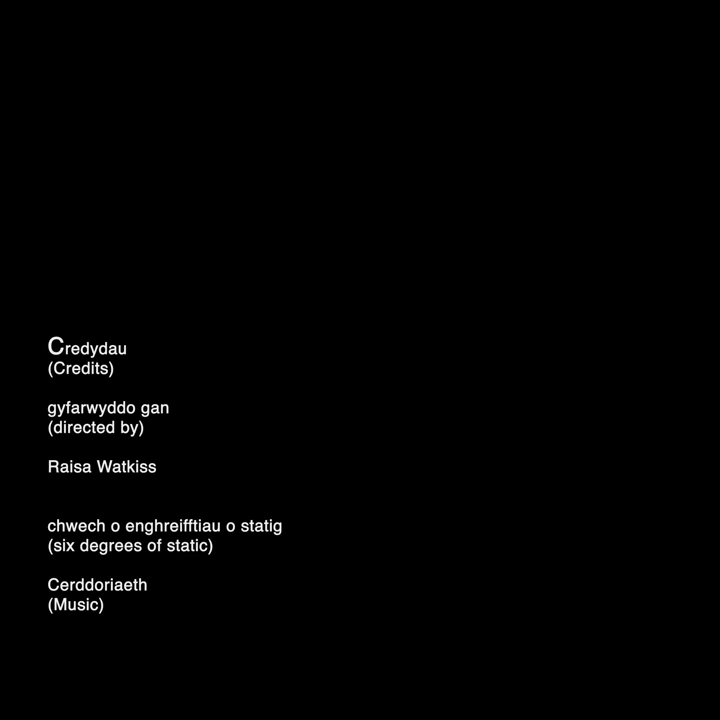 Credydau
(Credits)
gyfarwyddo gan
(directed by)
Raisa Watkiss
chwech o enghreifftiau o statig
(six degrees of static)
Cerddoriaeth
(Music)